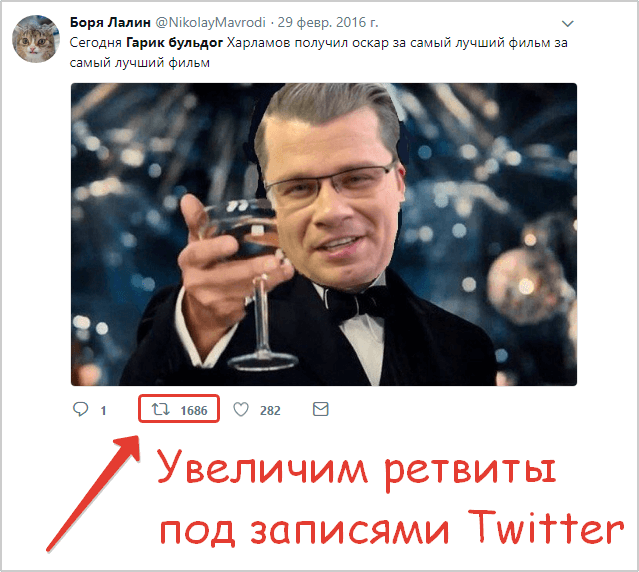 Боря Лалин @NikolayMavrodi · 29 февр. 2016 г.
Сегодня Гарик бульдог Харламов получил оскар за самый лучший фильм за
самый лучший фильм
1 1686 282
Увеличим ретвиты
под записями Twitter